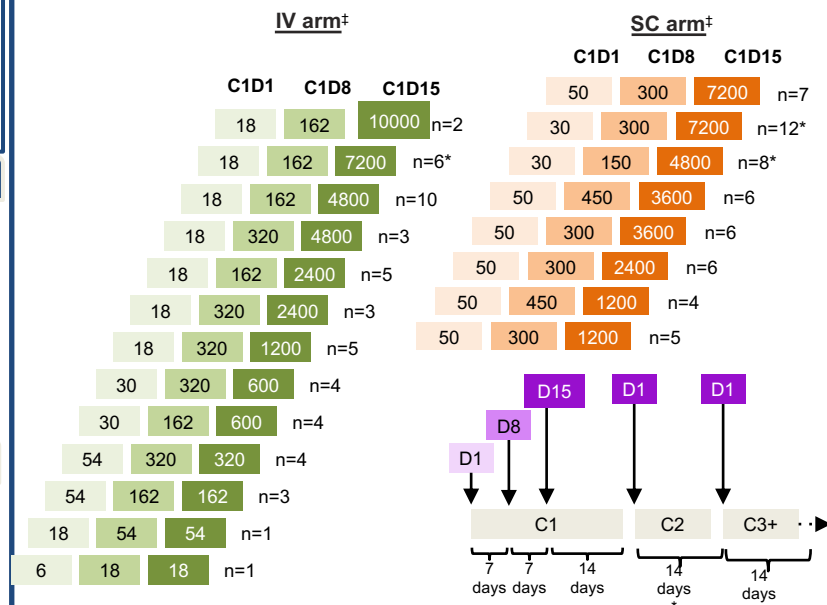 IV arm‡
C1D1 C1D8 C1D15
18 162 10000 n=2
18 162 7200 n=6*
18 162 4800 n=10
18 320 4800 n=3
18 162 2400 n=5
18 320 2400 n=3
18 320 1200 n=5
30 320 600 n=4
30 162 600 n=4
54 320 320 n=4
54 162 162 n=3
18 54 54 n=1
6 18 18 n=1
SC arm‡
C1D1 C1D8 C1D15
50 300 7200 n=7
30 300 7200 n=12*
30 150 4800 n=8*
50 450 3600 n=6
50 300 3600 n=6
50 300 2400 n=6
50 450 1200 n=4
50 300 1200 n=5
D15 D1 D1
D8
D1
C1 C2 C3+
7 7 14 14 14
days days days days days
*